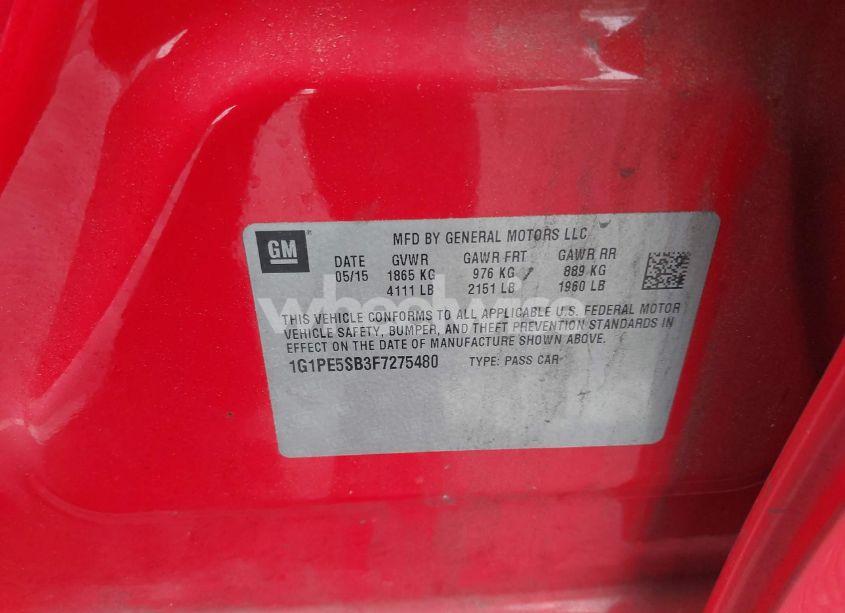 GM
MFD BY GENERAL MOTORS LLC
DATE GVWR GAWR FRT GAWR RR
05/15 1865 KG 976 KG 889 KG
4111 LB 2151 LB 1960 LB
THIS VEHICLE CONFORMS TO ALL APPLICABLE U.S. FEDERAL MOTOR
VEHICLE SAFETY, BUMPER, AND THEFT PREVENTION STANDARDS IN
EFFECT ON THE DATE OF MANUFACTURE SHOWN ABOVE.
1G1PE5SB3F7275480 TYPE: PASS CAR
wheelwise